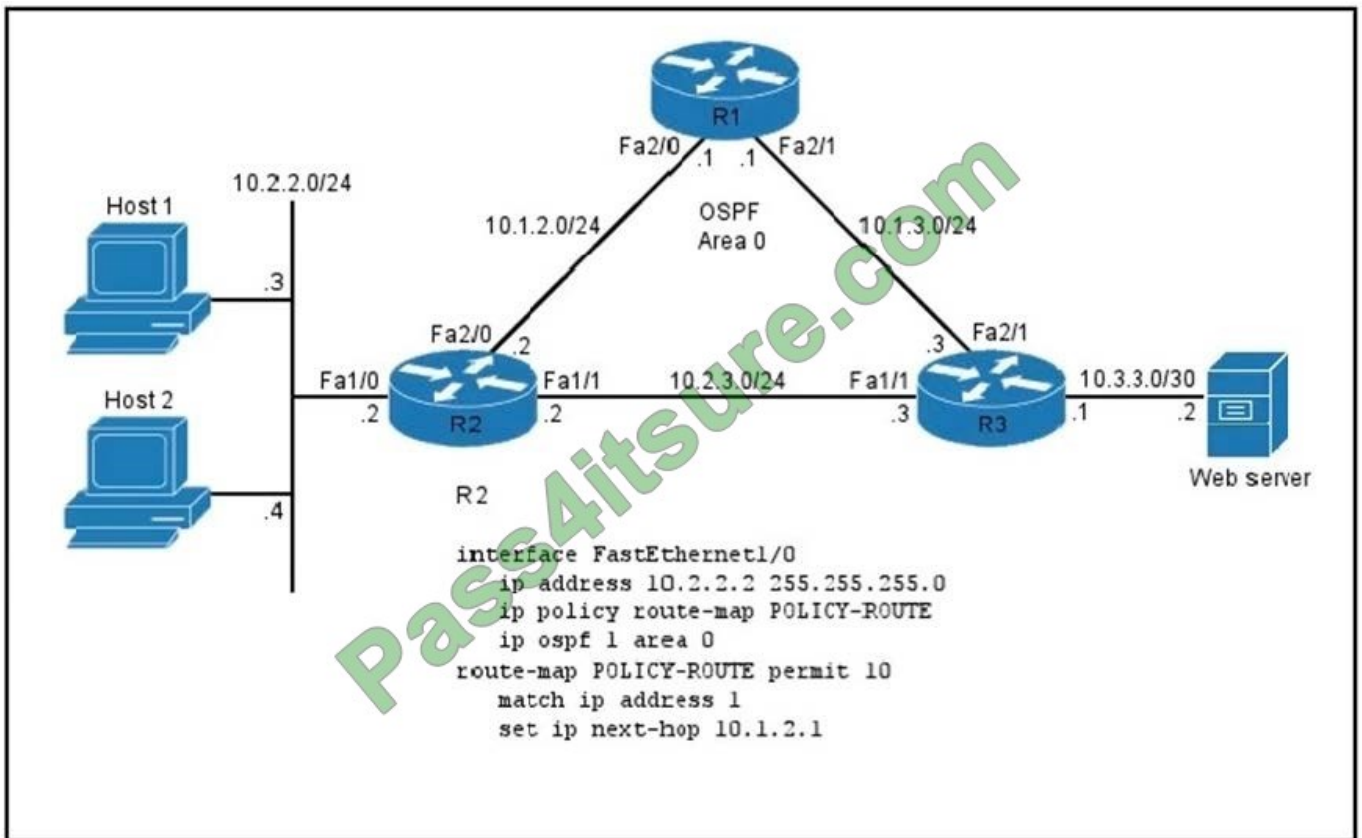 R1
Fa2/0
.1
.1
Fa2/1
10.2.2.0/24
Host 1
10.1.2.0/24
OSPF
Area 0
10.1.3.0/24
.3
Fa2/0
.2
.3
Fa2/1
Fa1/0
Fa1/1
10.2.3.0/24
Fa1/1
10.3.3.0/30
Host 2
.2
R2
.2
.3
R3
.1
.2
Web server
.4
R2
interface FastEthernet1/0
ip address 10.2.2.2 255.255.255.0
ip policy route-map POLICY-ROUTE
ip ospf 1 area 0
route-map POLICY-ROUTE permit 10
match ip address 1
set ip next-hop 10.1.2.1
Pass4itsure.com